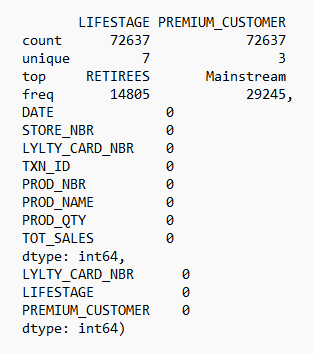 LIFESTAGE PREMIUM_CUSTOMER
count 72637 72637
unique 7 3
top RETIREES Mainstream
freq 14805 29245,
DATE 0
STORE_NBR 0
LYLTY_CARD_NBR 0
TXN_ID 0
PROD_NBR 0
PROD_NAME 0
PROD_QTY 0
TOT_SALES 0
dtype: int64,
LYLTY_CARD_NBR 0
LIFESTAGE 0
PREMIUM_CUSTOMER 0
dtype: int64)